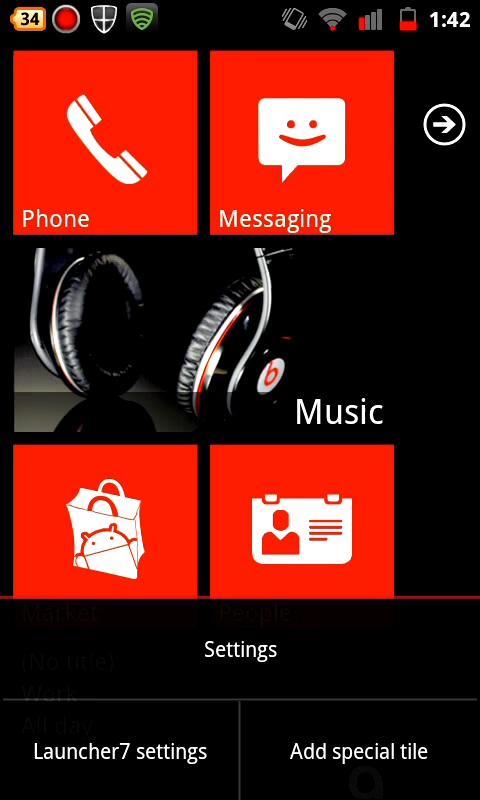 34
1:42
Phone
Messaging
b
Music
Market
People
(No title)
Work
All day
9
Settings
Launcher7 settings
Add special tile